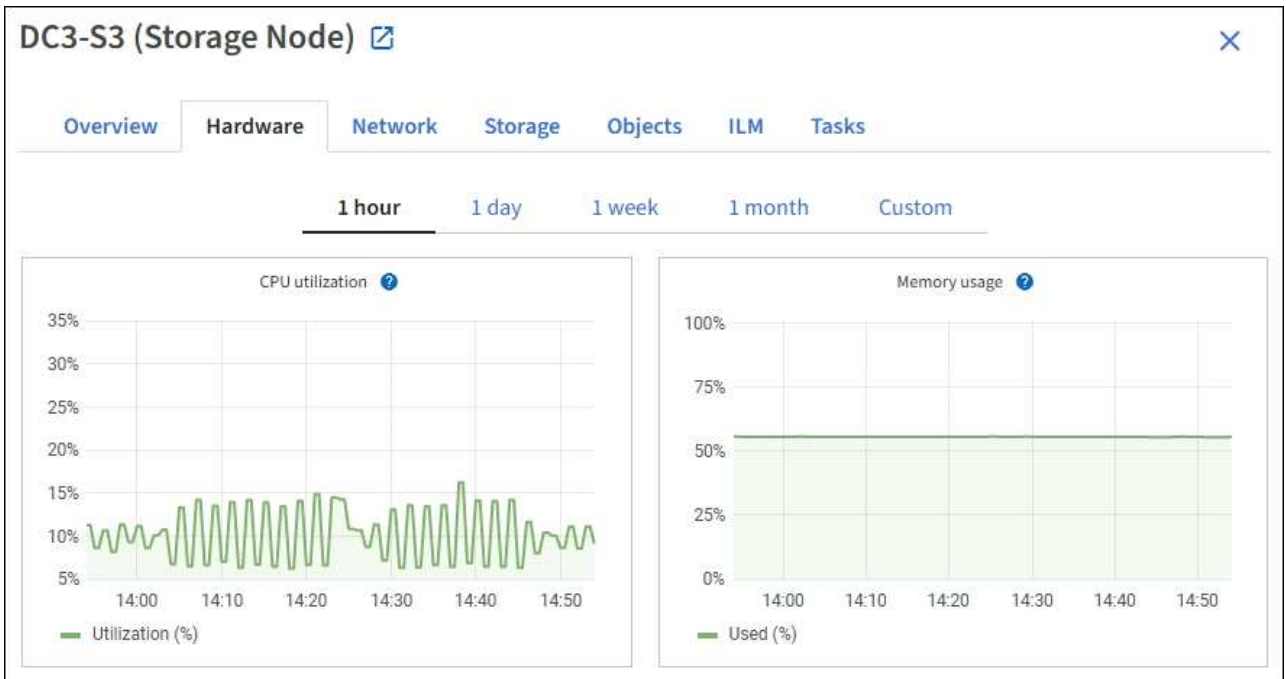 DC3-S3 (Storage Node)
Overview Hardware Network Storage Objects ILM Tasks
1 hour 1 day 1 week 1 month Custom
CPU utilization ?
35%
30%
25%
20%
15%
10%
5%
14:00 14:10 14:20 14:30 14:40 14:50
Utilization (%)
Memory usage ?
100%
75%
50%
25%
0%
14:00 14:10 14:20 14:30 14:40 14:50
Used (%)